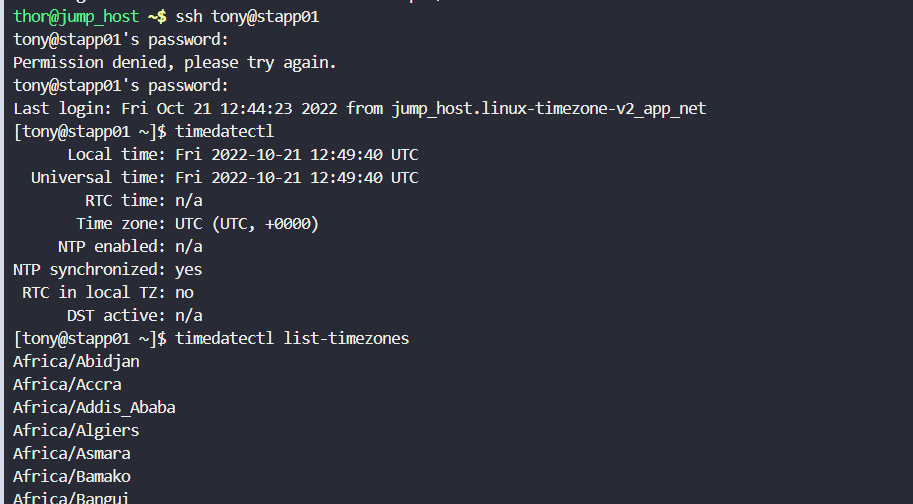 thor@jump_host ~$ ssh tony@stapp01
tony@stapp01's password:
Permission denied, please try again.
tony@stapp01's password:
Last login: Fri Oct 21 12:44:23 2022 from jump_host.linux-timezone-v2_app_net
[tony@stapp01 ~]$ timedatectl
Local time: Fri 2022-10-21 12:49:40 UTC
Universal time: Fri 2022-10-21 12:49:40 UTC
RTC time: n/a
Time zone: UTC (UTC, +0000)
NTP enabled: n/a
NTP synchronized: yes
RTC in local TZ: no
DST active: n/a
[tony@stapp01 ~]$ timedatectl list-timezones
Africa/Abidjan
Africa/Accra
Africa/Addis_Ababa
Africa/Algiers
Africa/Asmara
Africa/Bamako
Africa/Bangui